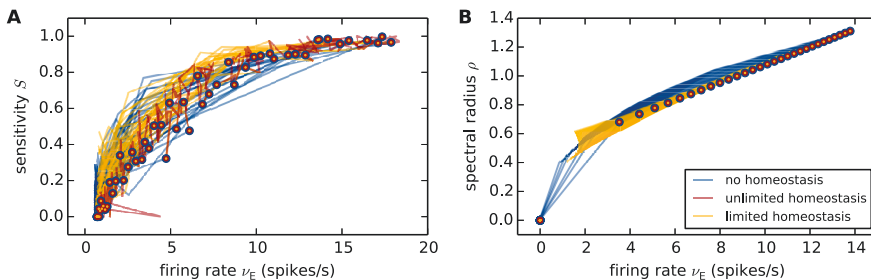 A
sensitivity S
1.0
0.8
0.6
0.4
0.2
0.0
0 5 10 15 20
firing rate νE (spikes/s)
B
spectral radius ρ
1.4
1.2
1.0
0.8
0.6
0.4
0.2
0.0
0 2 4 6 8 10 12 14
firing rate νE (spikes/s)
no homeostasis
unlimited homeostasis
limited homeostasis